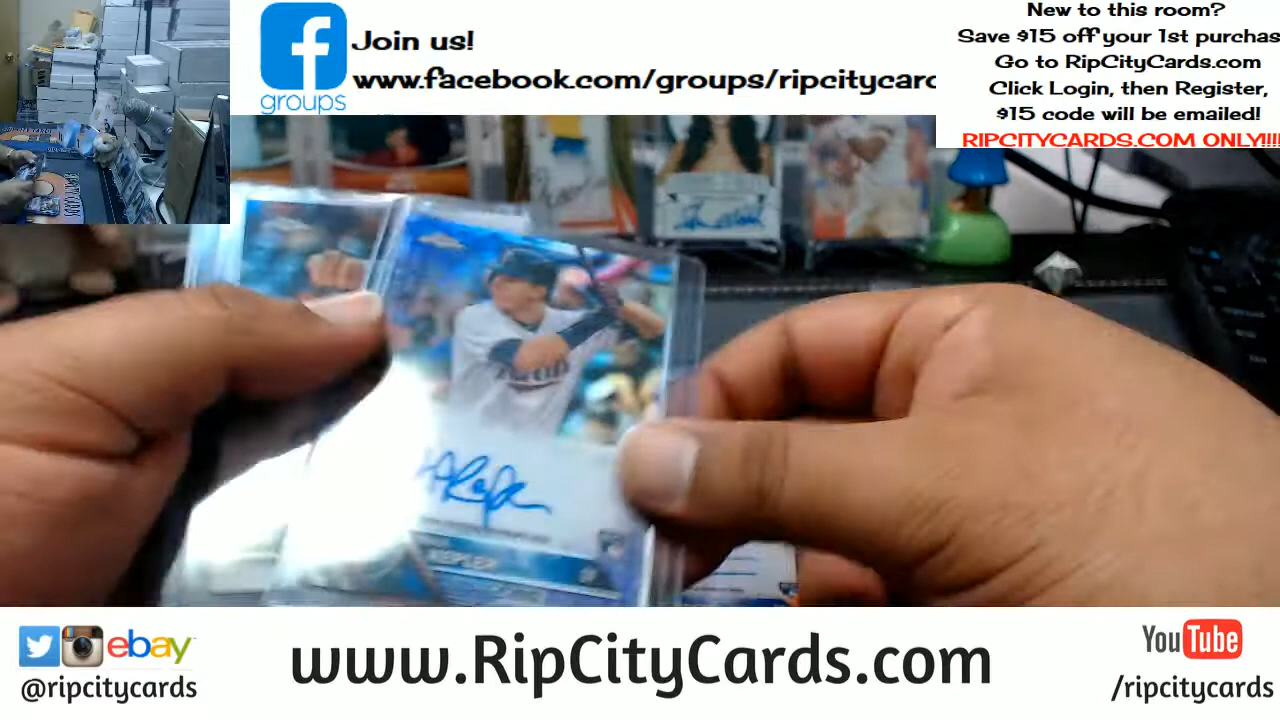 Join us!
www.facebook.com/groups/ripcitycarc
groups
New to this room?
Save $15 off your 1st purchas
Go to RipCityCards.com
Click Login, then Register,
$15 code will be emailed!
RIPCITYCARDS.COM ONLY!!!!
KEPLER
ebay
@ripcitycards
www.RipCityCards.com
YouTube
/ripcitycards